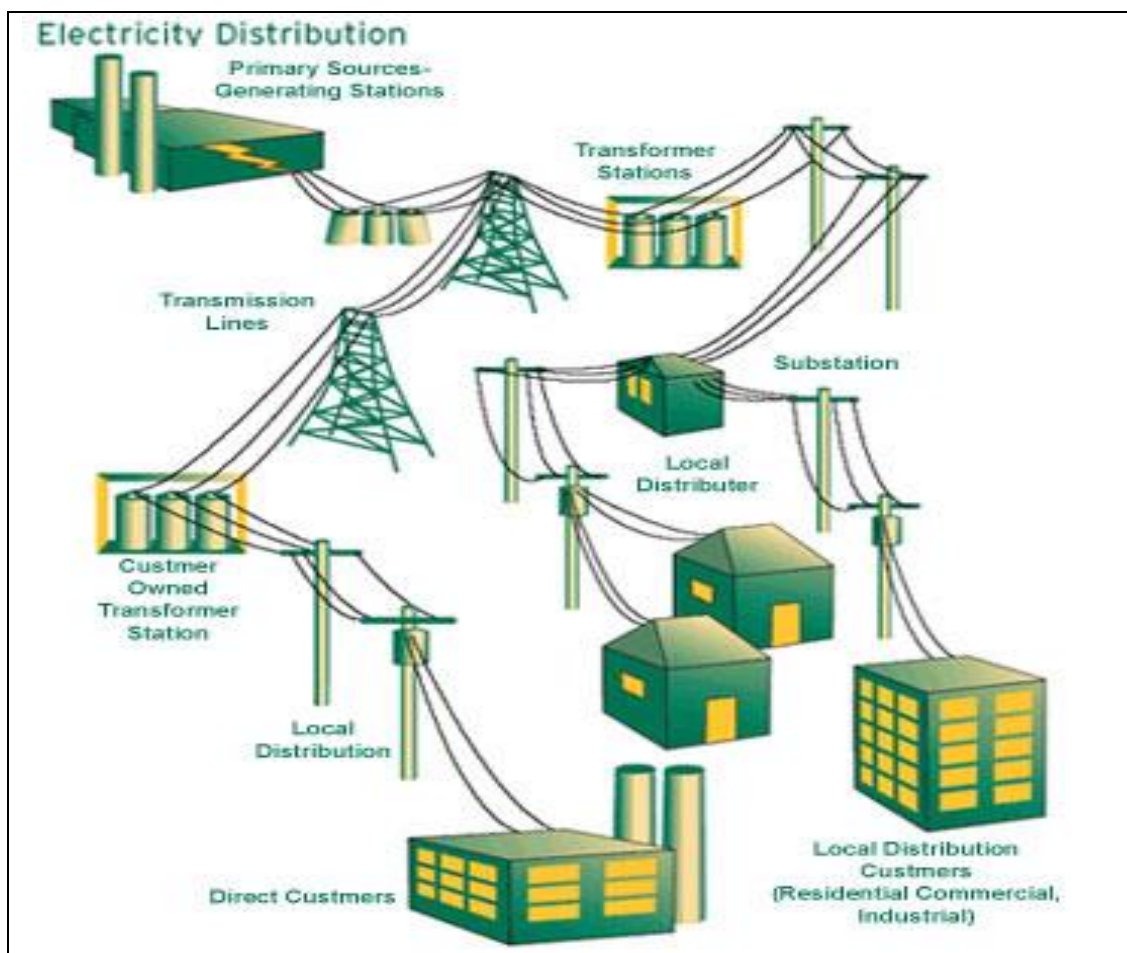 Electricity Distribution
Primary Sources-
Generating Stations
Transformer
Stations
Transmission
Lines
Substation
Local
Distributer
Custmer
Owned
Transformer
Station
Local
Distribution
Direct Custmers
Local Distribution
Custmers
(Residential Commercial,
Industrial)